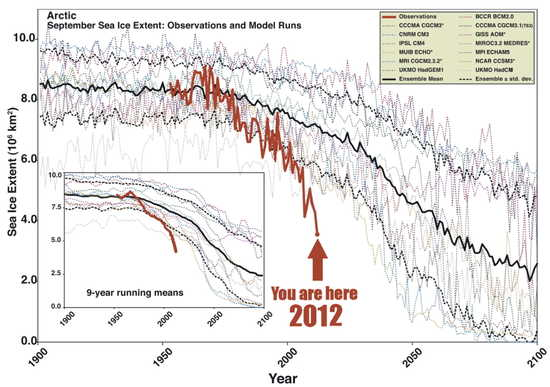 Arctic
September Sea Ice Extent: Observations and Model Runs
Observations
CCCMA CGCM3*
CNRM CM3
IPSL CM4
MIUB ECHO*
MRI CGCM2.3.2*
UKMO HadGEM1
Ensemble Mean
BCCR BCM2.0
CCCMA CGCM3.1(T63)
GISS AOM*
MIROC3.2 MEDRES*
MPI ECHAM5
NCAR CCSM3*
UKMO HadCM
Ensemble ± std. dev.
Sea Ice Extent (10⁶ km²)
10.0
8.0
6.0
4.0
2.0
0.0
1900
1950
2000
2050
2100
Year
10.0
7.5
5.0
2.5
0.0
1900
1950
2000
2050
2100
9-year running means
You are here
2012